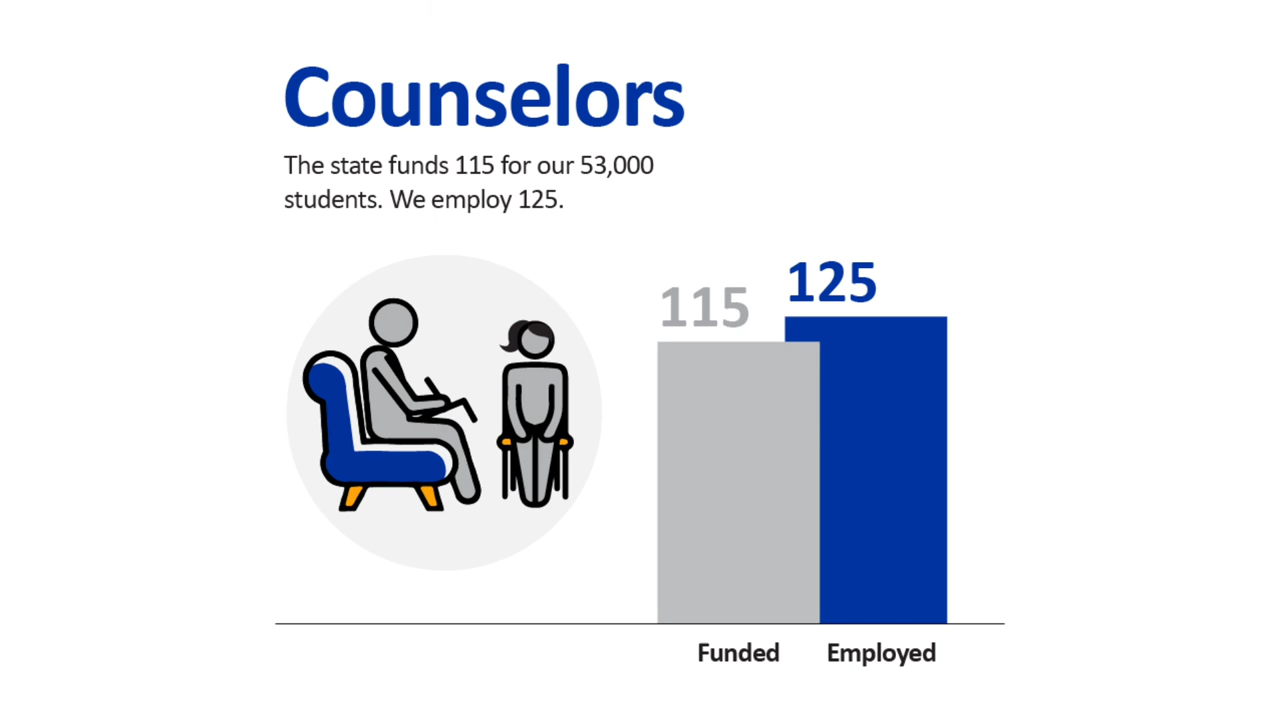 Counselors
The state funds 115 for our 53,000
students. We employ 125.
115
125
Funded
Employed